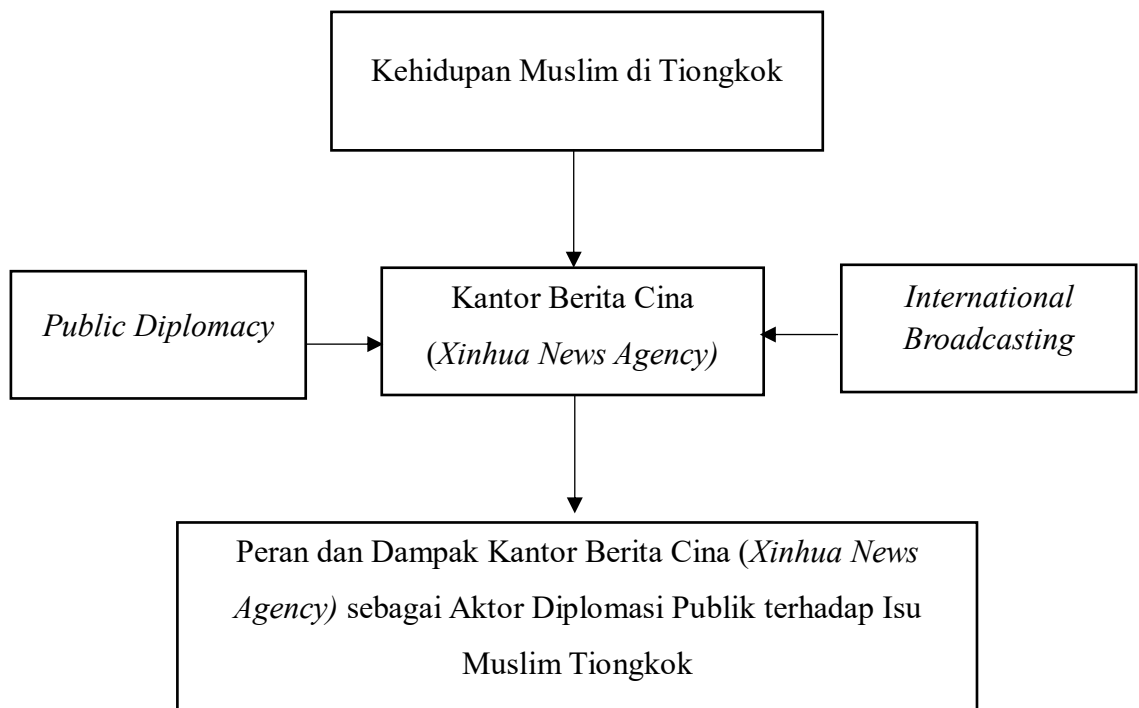 Kehidupan Muslim di Tiongkok
Public Diplomacy
Kantor Berita Cina
(Xinhua News Agency)
International
Broadcasting
Peran dan Dampak Kantor Berita Cina (Xinhua News
Agency) sebagai Aktor Diplomasi Publik terhadap Isu
Muslim Tiongkok